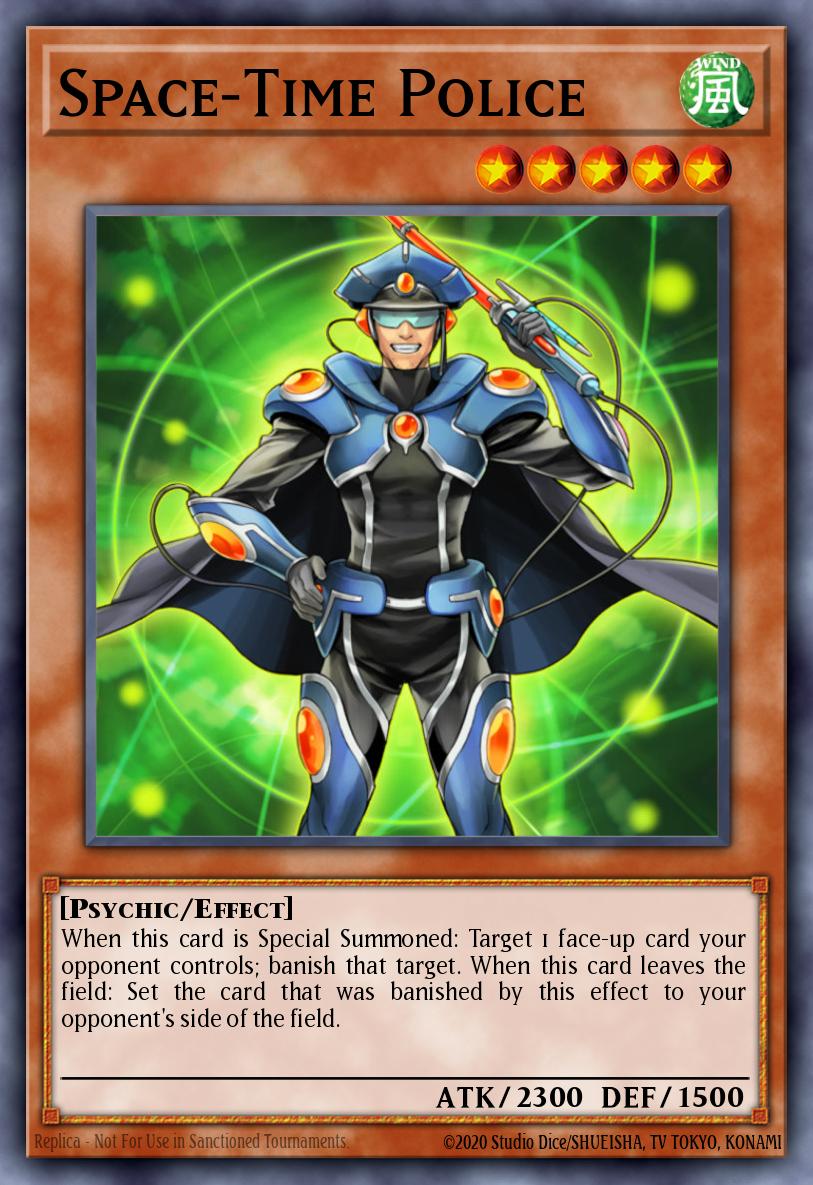 Space-Time Police
WIND
風
[Psychic/Effect]
When this card is Special Summoned: Target 1 face-up card your
opponent controls; banish that target. When this card leaves the
field: Set the card that was banished by this effect to your
opponent's side of the field.
ATK/2300 DEF/1500
Replica - Not For Use in Sanctioned Tournaments.
©2020 Studio Dice/SHUEISHA, TV TOKYO, KONAMI